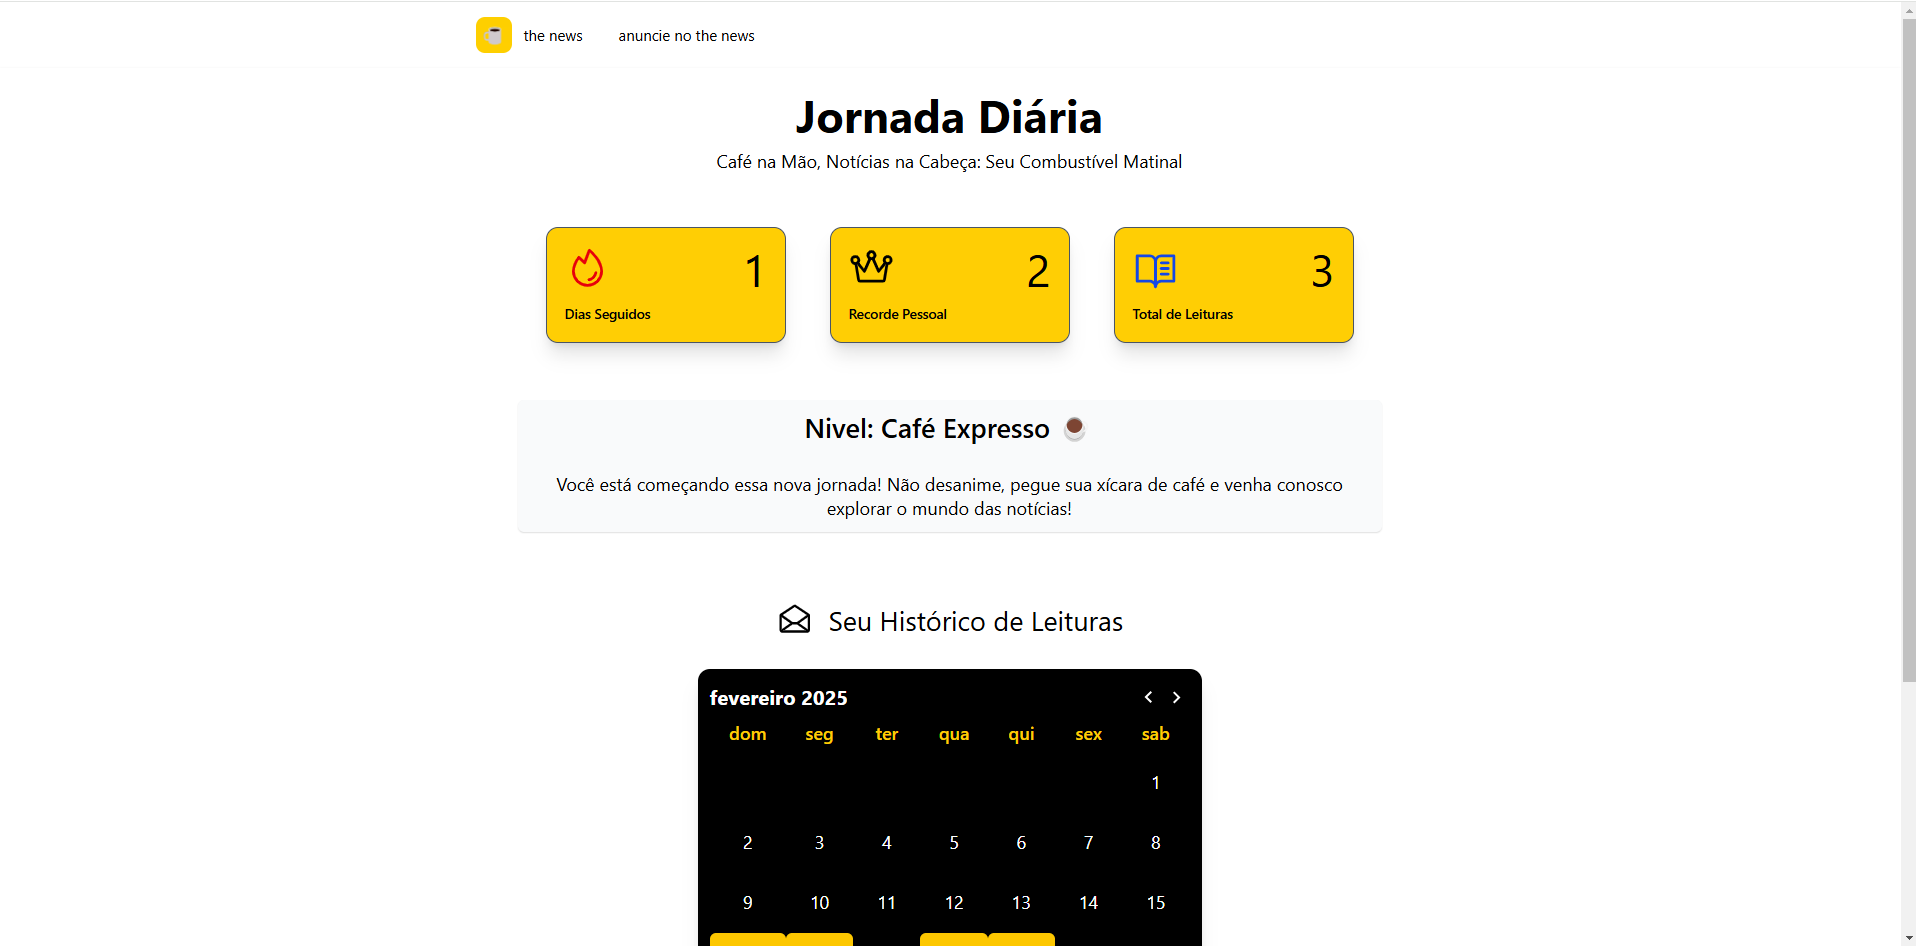 the news anuncie no the news
Jornada Diária
Café na Mão, Notícias na Cabeça: Seu Combustível Matinal
1
Dias Seguidos
2
Recorde Pessoal
3
Total de Leituras
Nivel: Café Expresso
Você está começando essa nova jornada! Não desanime, pegue sua xícara de café e venha conosco
explorar o mundo das notícias!
Seu Histórico de Leituras
fevereiro 2025
dom seg ter qua qui sex sab
1
2 3 4 5 6 7 8
9 10 11 12 13 14 15